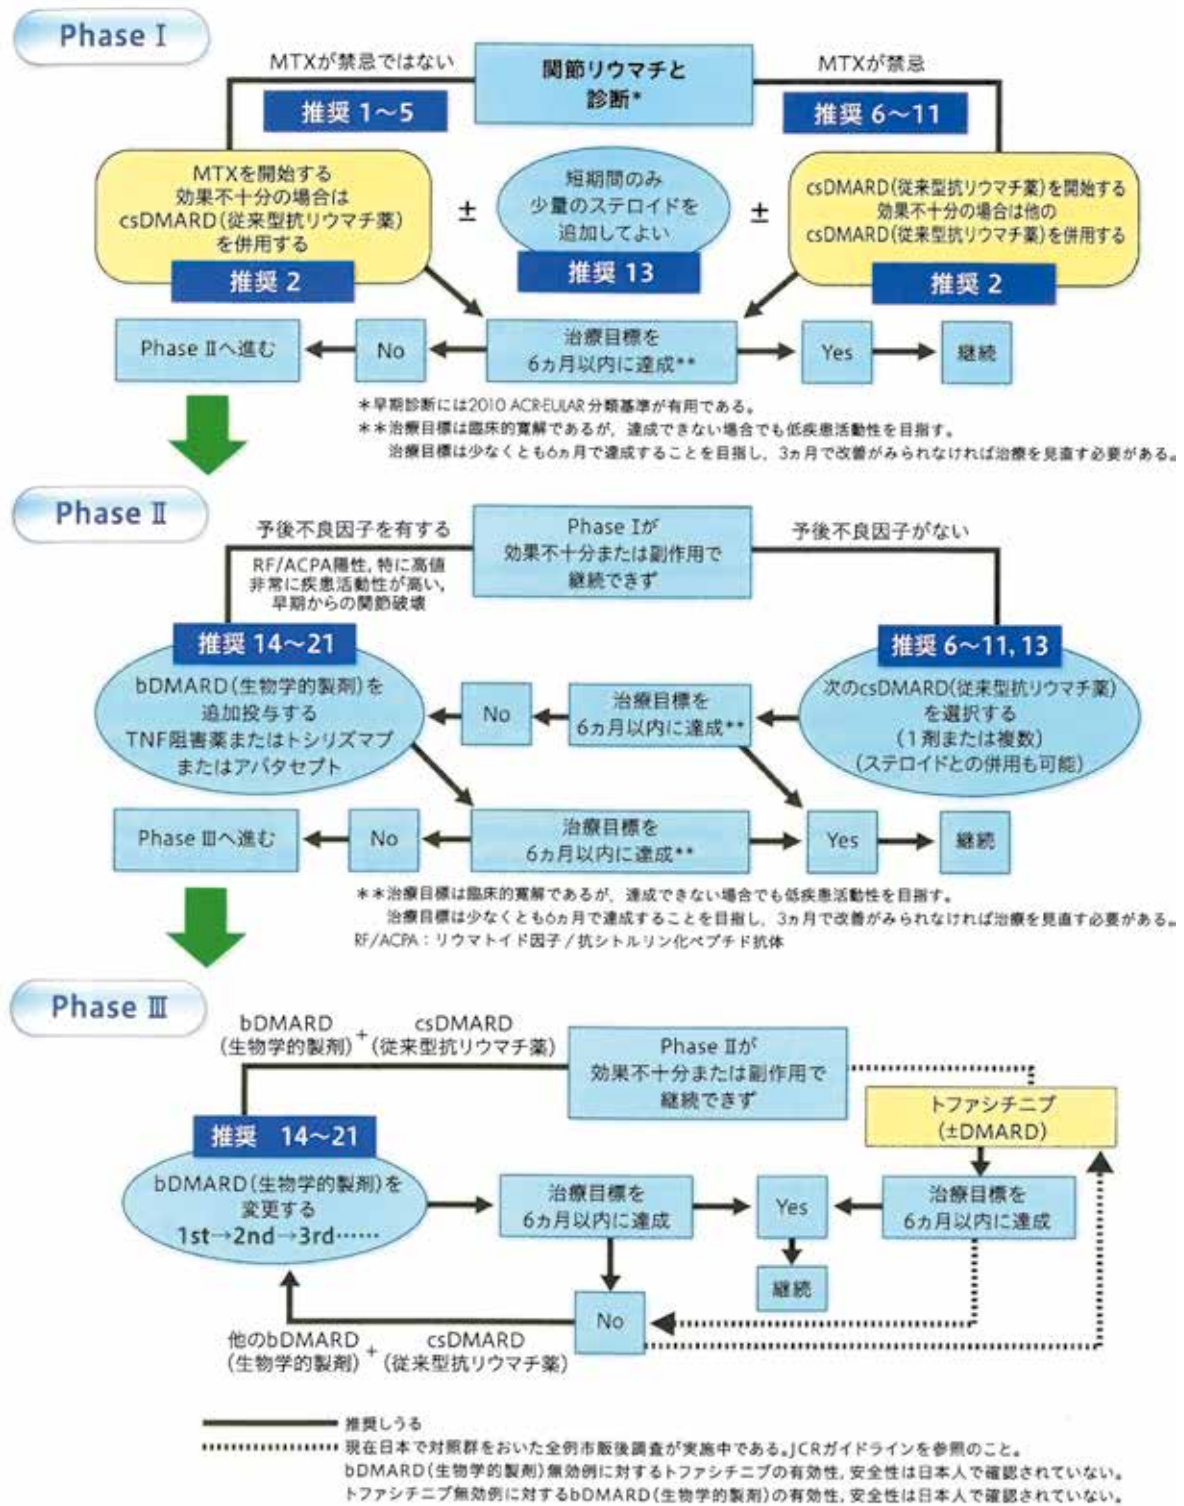 Phase Ⅰ
MTXが禁忌ではない
関節リウマチと
診断*
MTXが禁忌
推奨 1～5
推奨 6～11
MTXを開始する
効果不十分の場合は
csDMARD(従来型抗リウマチ薬)
を併用する
推奨 2
±
短期間のみ
少量のステロイドを
追加してよい
推奨 13
±
csDMARD(従来型抗リウマチ薬)を開始する
効果不十分の場合は他の
csDMARD(従来型抗リウマチ薬)を併用する
推奨 2
Phase Ⅱへ進む
No
治療目標を
6ヵ月以内に達成**
Yes
継続
*早期診断には2010 ACR-EULAR 分類基準が有用である。
**治療目標は臨床的寛解であるが，達成できない場合でも低疾患活動性を目指す。
治療目標は少なくとも6ヵ月で達成することを目指し，3ヵ月で改善がみられなければ治療を見直す必要がある。
Phase Ⅱ
予後不良因子を有する
Phase Ⅰが
効果不十分または副作用で
継続できず
予後不良因子がない
RF/ACPA陽性，特に高値
非常に疾患活動性が高い，
早期からの関節破壊
推奨 14～21
bDMARD(生物学的製剤)を
追加投与する
TNF阻害薬またはトシリズマブ
またはアバタセプト
No
治療目標を
6ヵ月以内に達成**
推奨 6～11, 13
次のcsDMARD(従来型抗リウマチ薬)
を選択する
(1剤または複数)
(ステロイドとの併用も可能)
Phase Ⅲへ進む
No
治療目標を
6ヵ月以内に達成**
Yes
継続
**治療目標は臨床的寛解であるが，達成できない場合でも低疾患活動性を目指す。
治療目標は少なくとも6ヵ月で達成することを目指し，3ヵ月で改善がみられなければ治療を見直す必要がある。
RF/ACPA：リウマトイド因子/抗シトルリン化ペプチド抗体
Phase Ⅲ
bDMARD
(生物学的製剤)
+
csDMARD
(従来型抗リウマチ薬)
Phase Ⅱが
効果不十分または副作用で
継続できず
トファシチニブ
(±DMARD)
推奨 14～21
bDMARD(生物学的製剤)を
変更する
1st→2nd→3rd……
治療目標を
6ヵ月以内に達成
Yes
治療目標を
6ヵ月以内に達成
継続
No
他のbDMARD
(生物学的製剤)
+
csDMARD
(従来型抗リウマチ薬)
推奨しうる
現在日本で対照群をおいた全例市販後調査が実施中である。JCRガイドラインを参照のこと。
bDMARD(生物学的製剤)無効例に対するトファシチニブの有効性，安全性は日本人で確認されていない。
トファシチニブ無効例に対するbDMARD(生物学的製剤)の有効性，安全性は日本人で確認されていない。